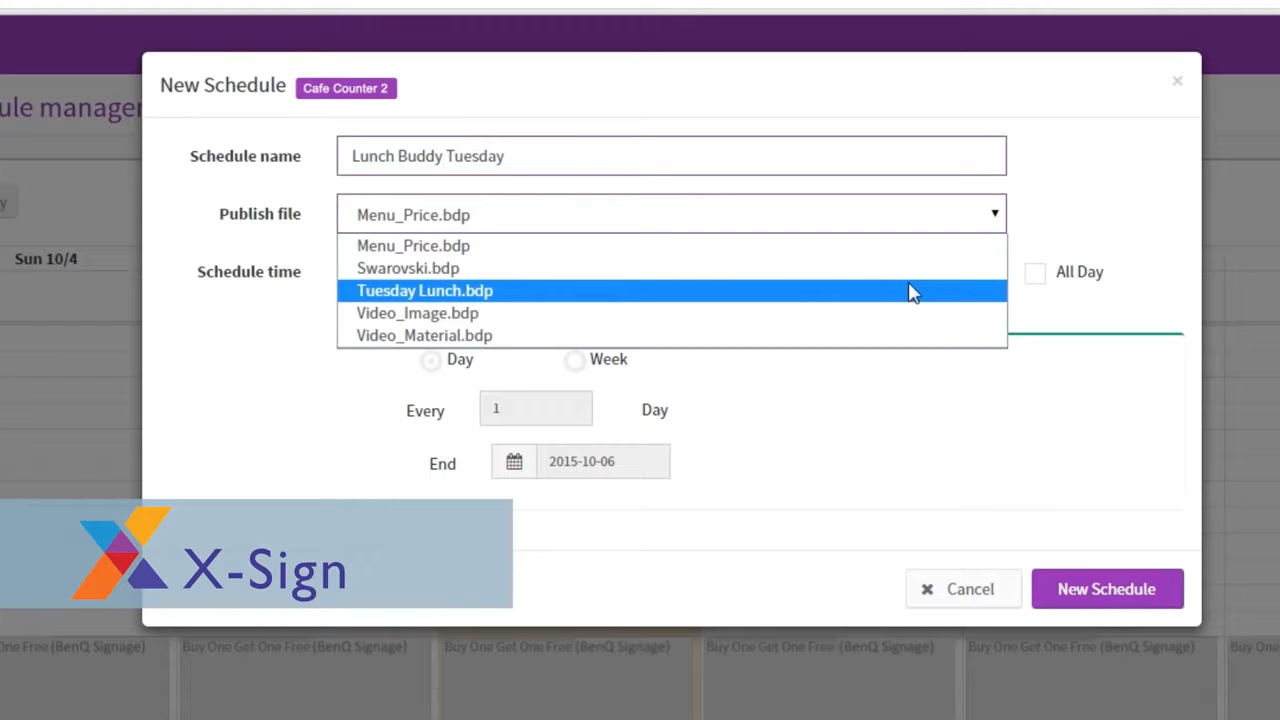 New Schedule Cafe Counter 2 ×
ule manager
Schedule name Lunch Buddy Tuesday
y
Publish file Menu_Price.bdp
Sun 10/4
Menu_Price.bdp
Swarovski.bdp
Schedule time All Day
Tuesday Lunch.bdp
Video_Image.bdp
Video_Material.bdp
Day Week
Every 1 Day
End 2015-10-06
X-Sign
Cancel New Schedule
One Free (BenQ Signage) Buy One Get One Free (BenQ Signage) Buy One Get One Free (BenQ Signage) Buy One Get One Free (BenQ Signage) Buy One Get One Free (BenQ Signage) Buy One